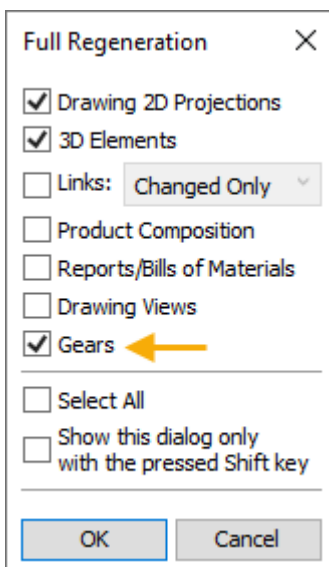 Full Regeneration
Drawing 2D Projections
3D Elements
Links: Changed Only
Product Composition
Reports/Bills of Materials
Drawing Views
Gears
Select All
Show this dialog only
with the pressed Shift key
OK Cancel